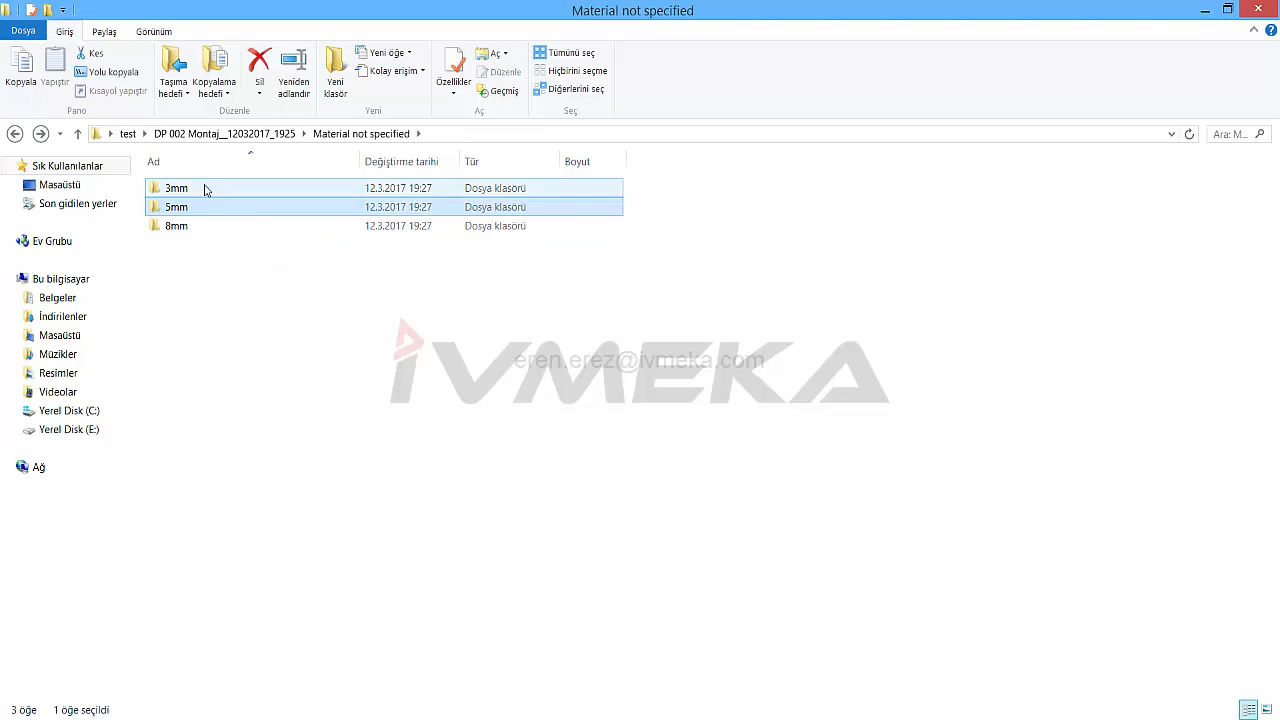 Material not specified
Dosya Giriş Paylaş Görünüm
Kopyala
Yapıştır
Kes
Yolu kopyala
Kısayol yapıştır
Pano
Taşıma hedefi
Kopyalama hedefi
Sil
Yeniden adlandır
Düzenle
Yeni klasör
Yeni öğe
Kolay erişim
Yeni
Özellikler
Aç
Düzenle
Geçmiş
Aç
Tümünü seç
Hiçbirini seçme
Diğerlerini seç
Seç
test DP 002 Montaj__12032017_1925 Material not specified
Ara: M...
Ad Değiştirme tarihi Tür Boyut
3mm 12.3.2017 19:27 Dosya klasörü
5mm 12.3.2017 19:27 Dosya klasörü
8mm 12.3.2017 19:27 Dosya klasörü
Sık Kullanılanlar
Masaüstü
Son gidilen yerler
Ev Grubu
Bu bilgisayar
Belgeler
İndirilenler
Masaüstü
Müzikler
Resimler
Videolar
Yerel Disk (C:)
Yerel Disk (E:)
Ağ
iVMEKA
eren.erez@ivmeka.com
3 öğe 1 öğe seçildi